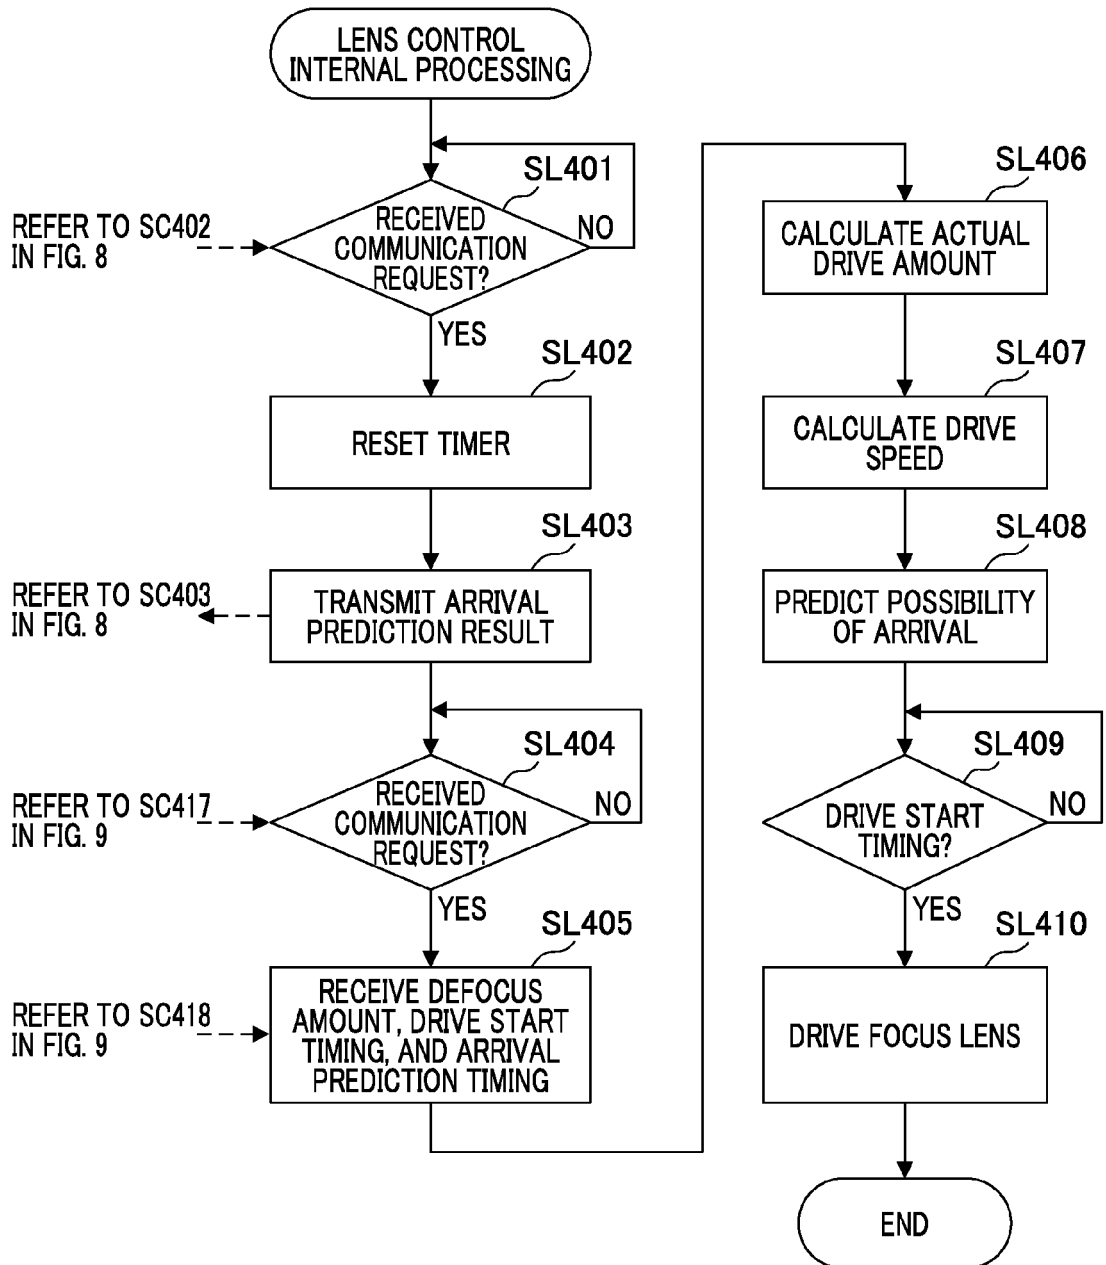 LENS CONTROL
INTERNAL PROCESSING
SL401
REFER TO SC402
IN FIG. 8
RECEIVED
COMMUNICATION
REQUEST?
NO
YES
SL402
RESET TIMER
SL403
REFER TO SC403
IN FIG. 8
TRANSMIT ARRIVAL
PREDICTION RESULT
SL404
REFER TO SC417
IN FIG. 9
RECEIVED
COMMUNICATION
REQUEST?
NO
YES
SL405
REFER TO SC418
IN FIG. 9
RECEIVE DEFOCUS
AMOUNT, DRIVE START
TIMING, AND ARRIVAL
PREDICTION TIMING
SL406
CALCULATE ACTUAL
DRIVE AMOUNT
SL407
CALCULATE DRIVE
SPEED
SL408
PREDICT POSSIBILITY
OF ARRIVAL
SL409
DRIVE START
TIMING?
NO
YES
SL410
DRIVE FOCUS LENS
END